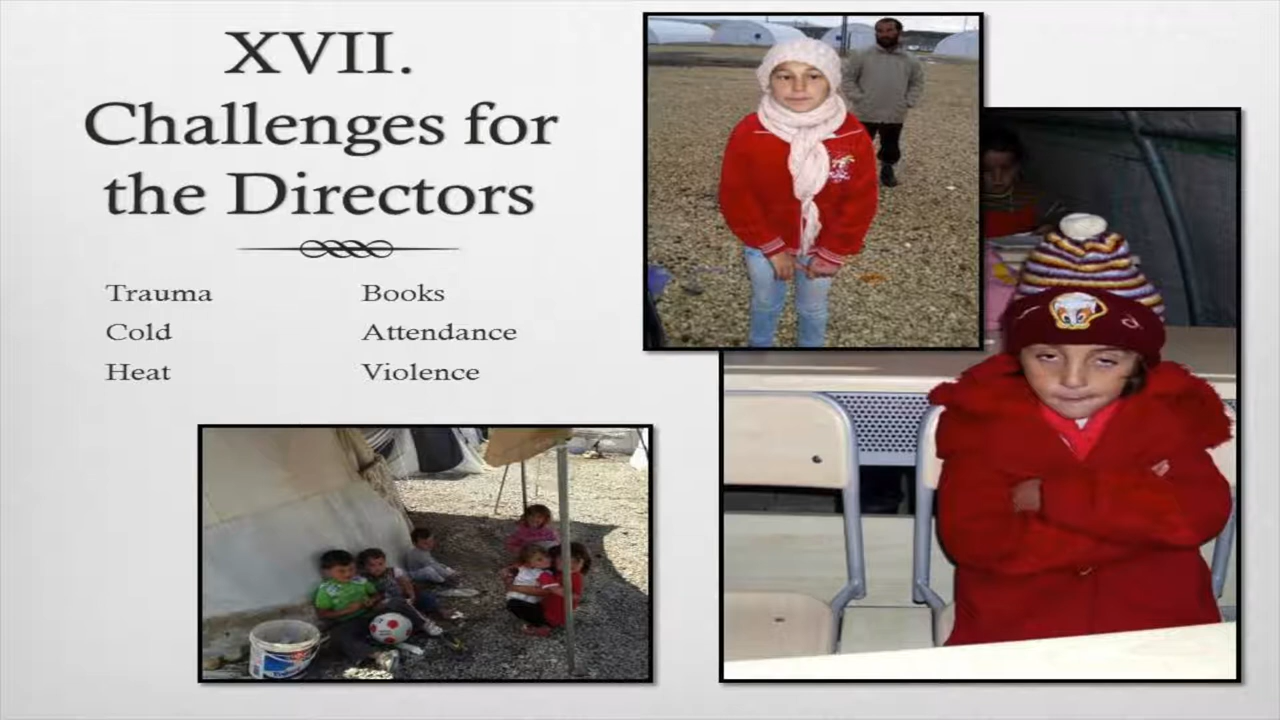 XVII.
Challenges for
the Directors
Trauma
Cold
Heat
Books
Attendance
Violence